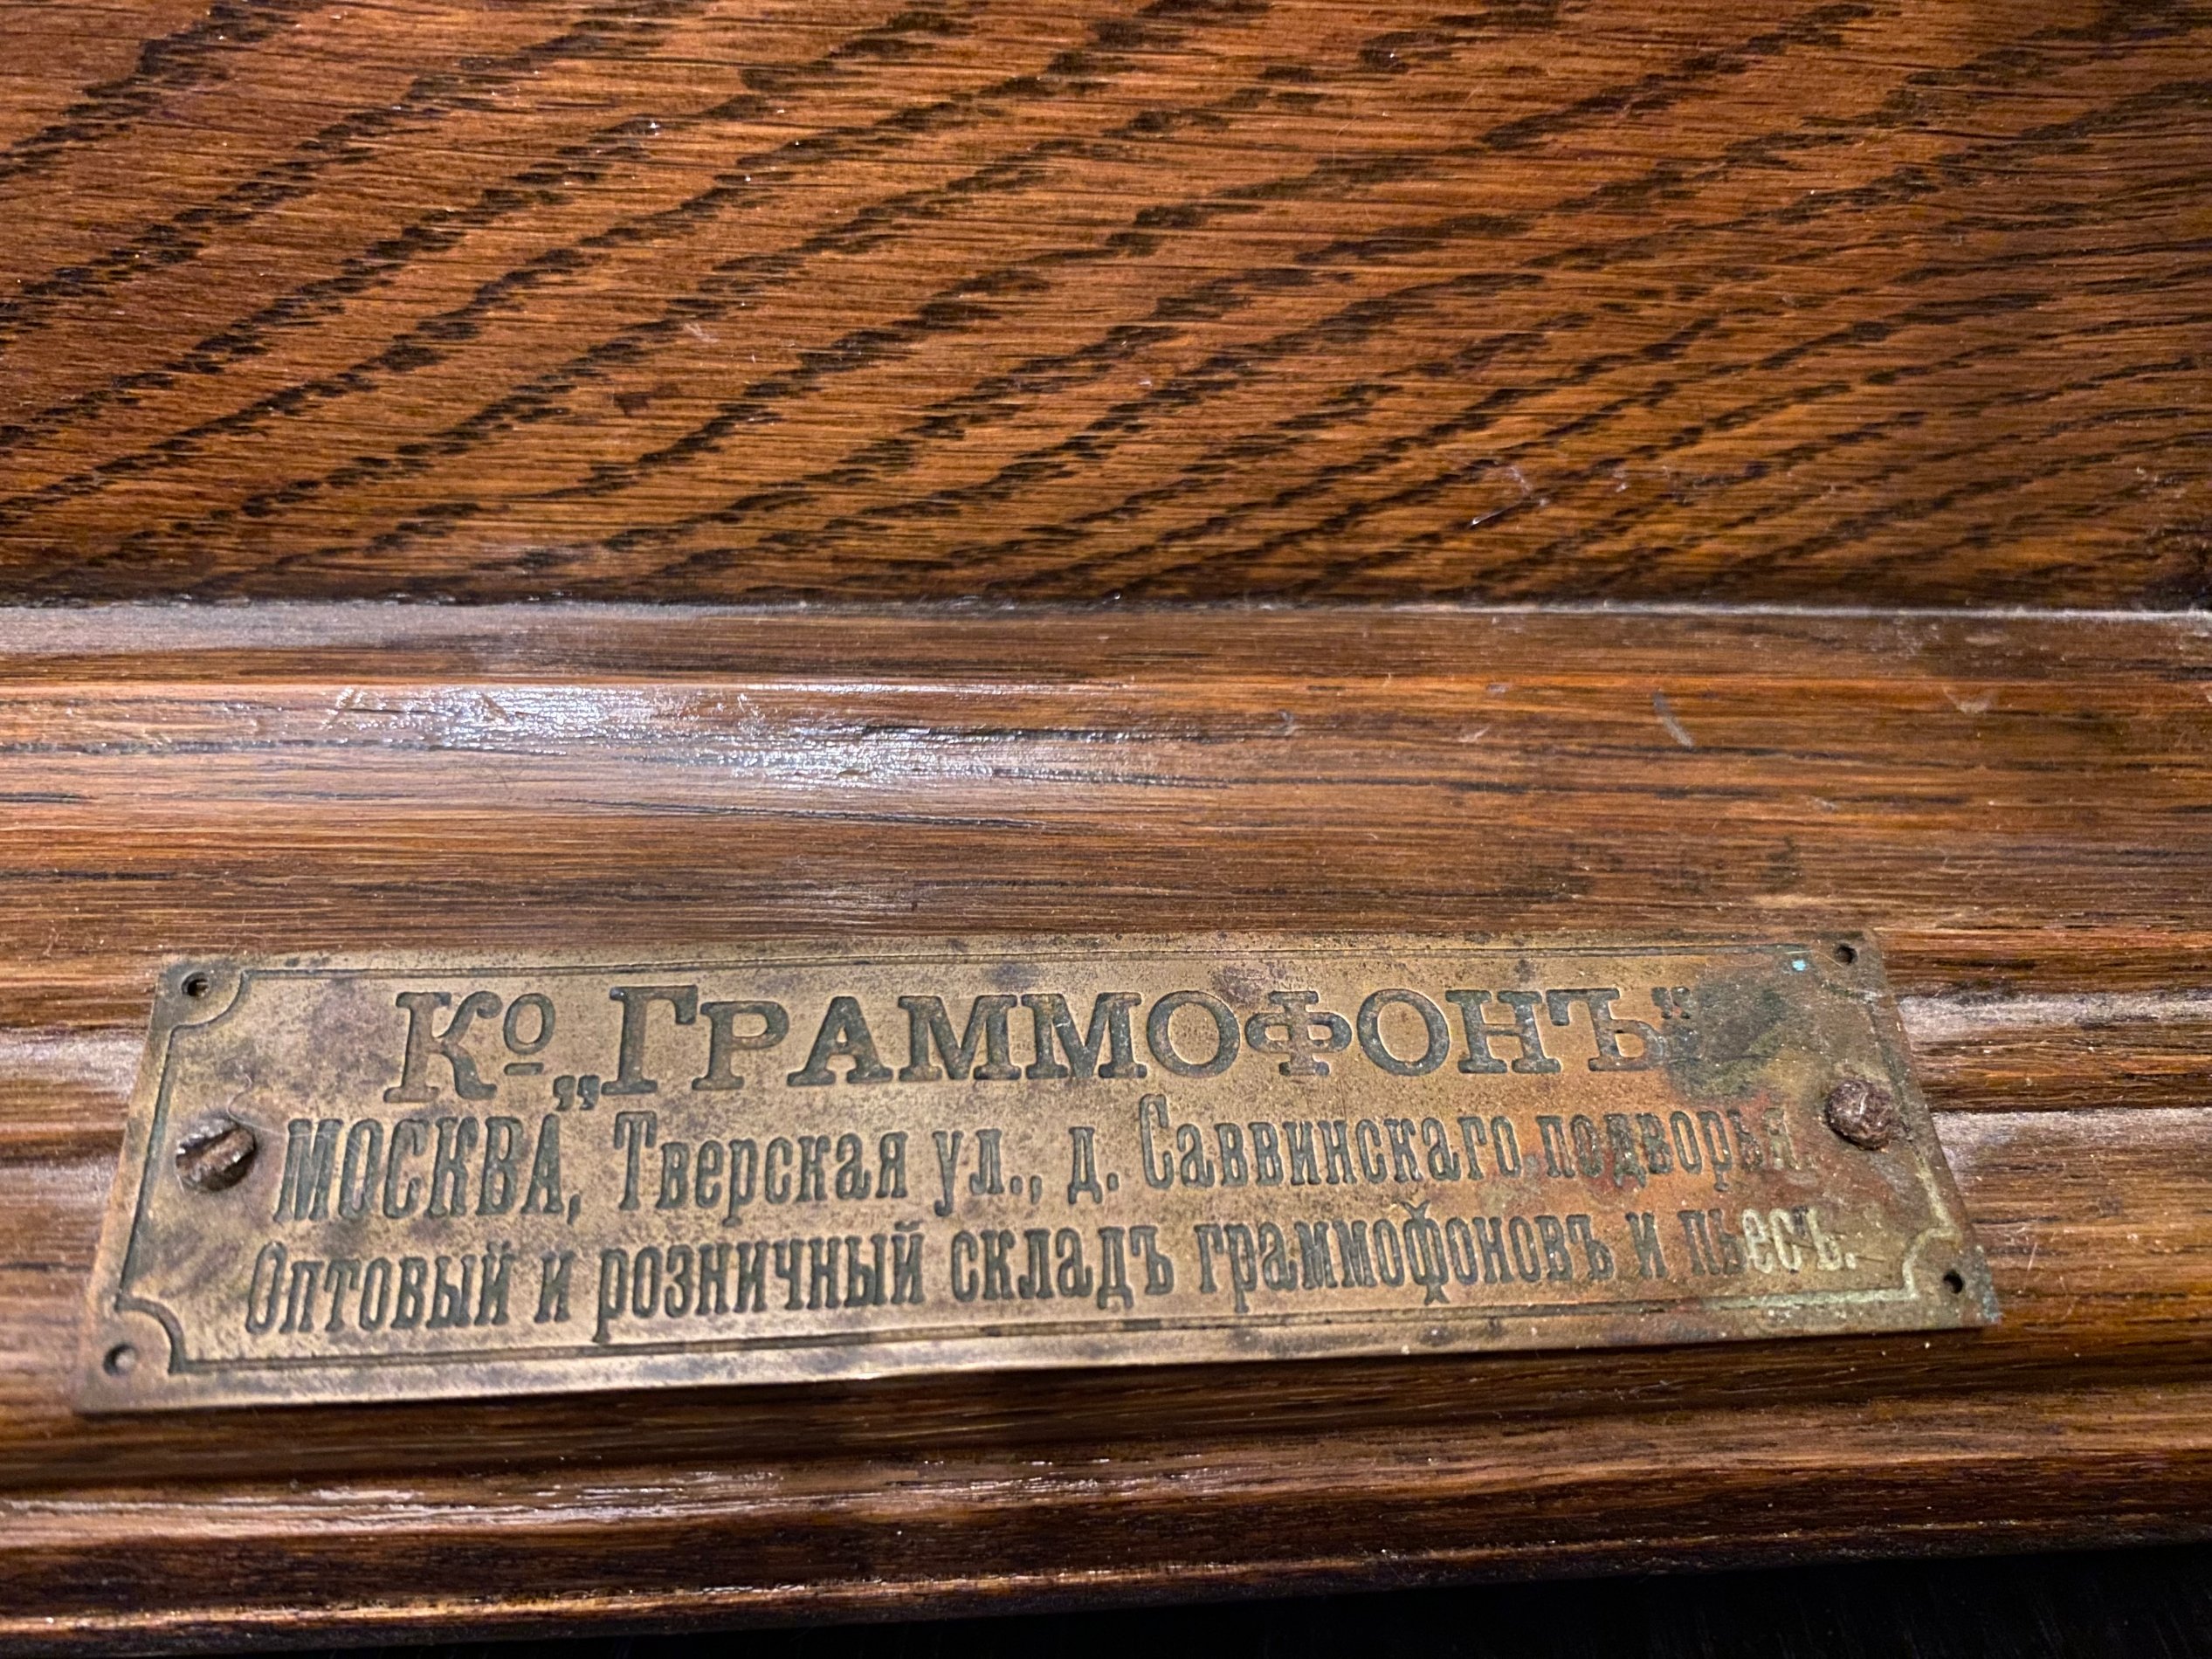 Ко „Граммофонъ“
МОСКВА, Тверская ул., д. Саввинскаго подворья.
Оптовый и розничный складъ граммофоновъ и пьесъ.